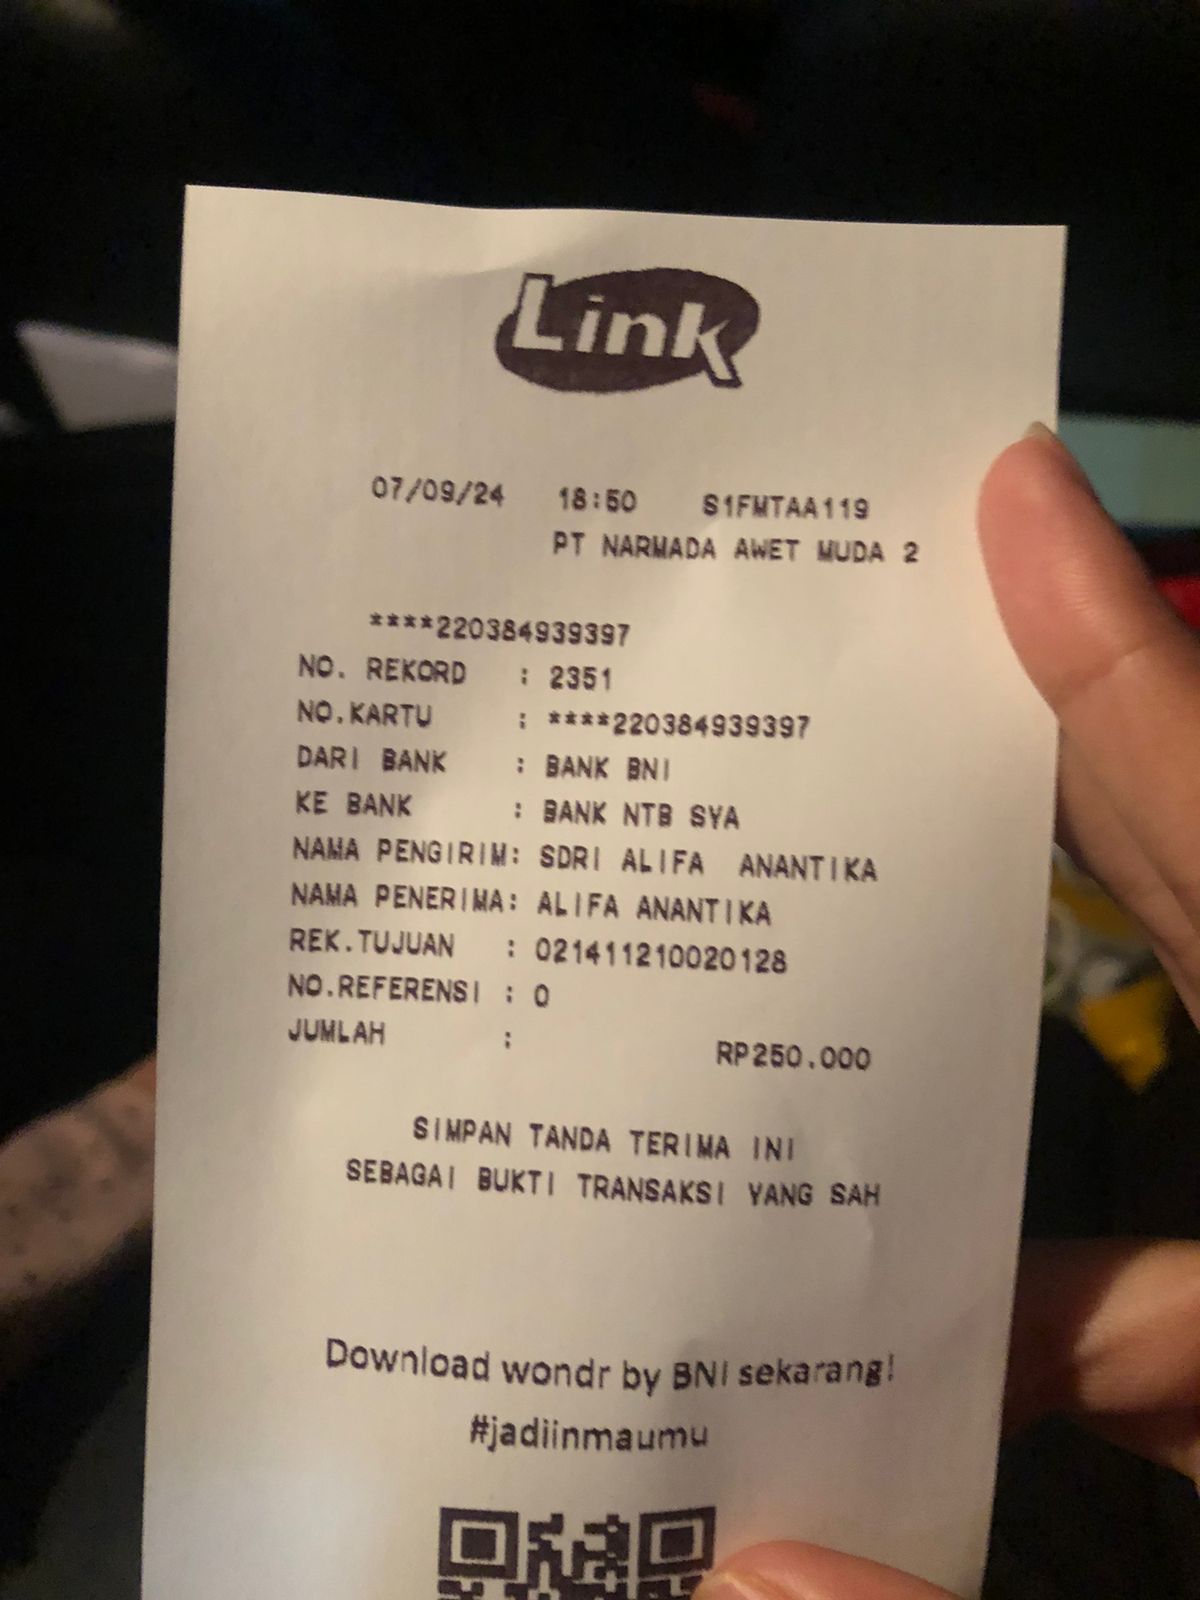 Link
07/09/24 18:50 S1FMTAA119
PT NARMADA AWET MUDA 2
****220384939397
NO. REKORD : 2351
NO.KARTU : ****220384939397
DARI BANK : BANK BNI
KE BANK : BANK NTB SYA
NAMA PENGIRIM: SDRI ALIFA ANANTIKA
NAMA PENERIMA: ALIFA ANANTIKA
REK.TUJUAN : 021411210020128
NO.REFERENSI : 0
JUMLAH : RP250.000
SIMPAN TANDA TERIMA INI
SEBAGAI BUKTI TRANSAKSI YANG SAH
Download wondr by BNI sekarang!
#jadiinmaumu